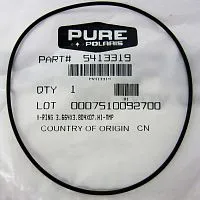 PURE
POLARIS
PART# 5413319
QTY 1
LOT 0007510092700
COUNTRY OF ORIGIN CN